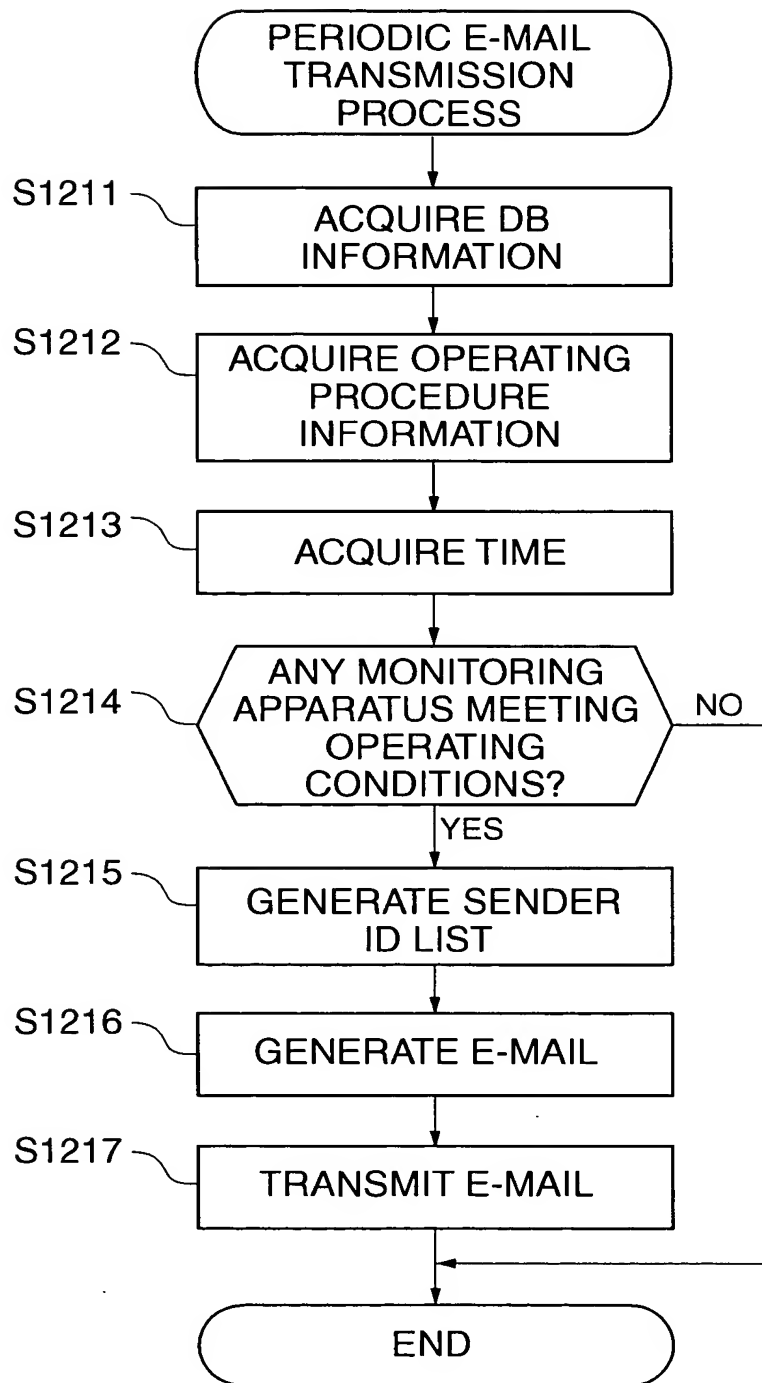 PERIODIC E-MAIL
TRANSMISSION
PROCESS
S1211
ACQUIRE DB
INFORMATION
S1212
ACQUIRE OPERATING
PROCEDURE
INFORMATION
S1213
ACQUIRE TIME
S1214
ANY MONITORING
APPARATUS MEETING
OPERATING
CONDITIONS?
NO
YES
S1215
GENERATE SENDER
ID LIST
S1216
GENERATE E-MAIL
S1217
TRANSMIT E-MAIL
END